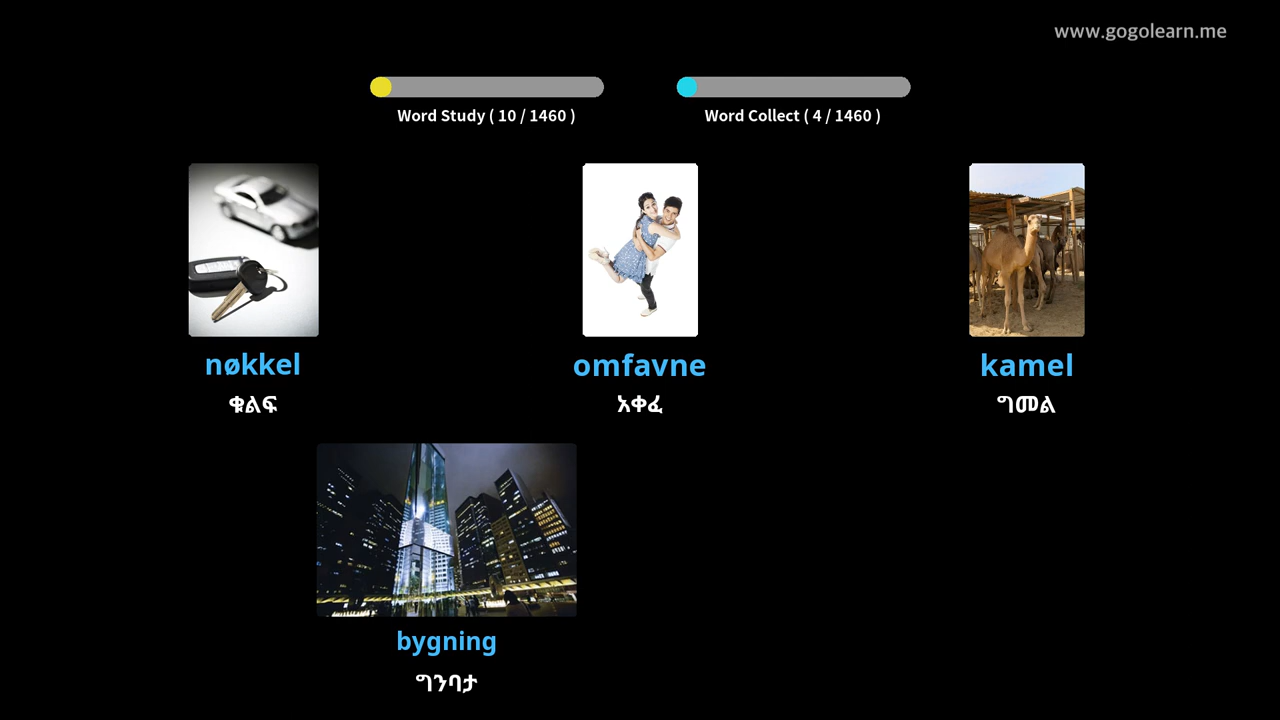 www.gogolearn.me
Word Study ( 10 / 1460 )
Word Collect ( 4 / 1460 )
nøkkel
ቁልፍ
omfavne
አቀፈ
kamel
ግመል
bygning
ግንባታ